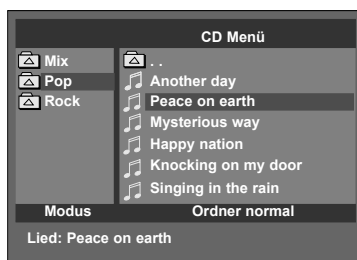 CD Menü
Mix
Pop
Rock
. .
Another day
Peace on earth
Mysterious way
Happy nation
Knocking on my door
Singing in the rain
Modus Ordner normal
Lied: Peace on earth